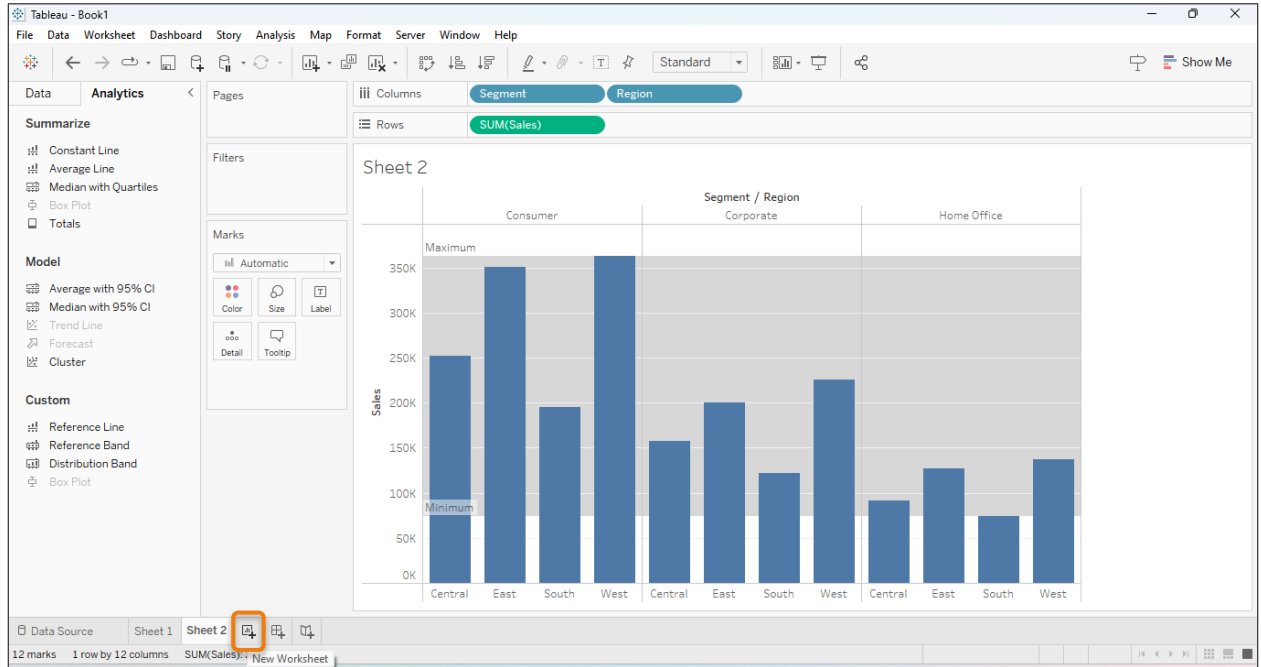 Tableau - Book1
File Data Worksheet Dashboard Story Analysis Map Format Server Window Help
Standard
Show Me
Data Analytics
Summarize
Constant Line
Average Line
Median with Quartiles
Box Plot
Totals
Model
Average with 95% CI
Median with 95% CI
Trend Line
Forecast
Cluster
Custom
Reference Line
Reference Band
Distribution Band
Box Plot
Pages
Filters
Marks
Automatic
Color Size Label
Detail Tooltip
Columns Segment Region
Rows SUM(Sales)
Sheet 2
Segment / Region
Consumer Corporate Home Office
Maximum
350K
300K
250K
200K
150K
100K
Minimum
50K
0K
Sales
Central East South West Central East South West Central East South West
Data Source Sheet 1 Sheet 2
12 marks 1 row by 12 columns SUM(Sales):
New Worksheet